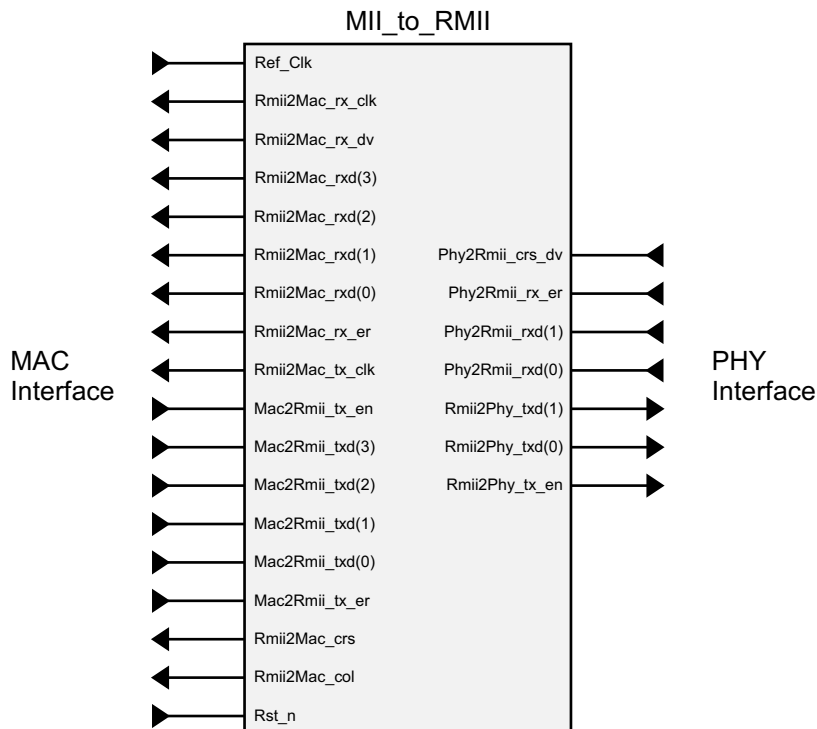 MII_to_RMII
Ref_Clk
Rmii2Mac_rx_clk
Rmii2Mac_rx_dv
Rmii2Mac_rxd(3)
Rmii2Mac_rxd(2)
Rmii2Mac_rxd(1)
Rmii2Mac_rxd(0)
Rmii2Mac_rx_er
Rmii2Mac_tx_clk
Mac2Rmii_tx_en
Mac2Rmii_txd(3)
Mac2Rmii_txd(2)
Mac2Rmii_txd(1)
Mac2Rmii_txd(0)
Mac2Rmii_tx_er
Rmii2Mac_crs
Rmii2Mac_col
Rst_n
Phy2Rmii_crs_dv
Phy2Rmii_rx_er
Phy2Rmii_rxd(1)
Phy2Rmii_rxd(0)
Rmii2Phy_txd(1)
Rmii2Phy_txd(0)
Rmii2Phy_tx_en
MAC
Interface
PHY
Interface